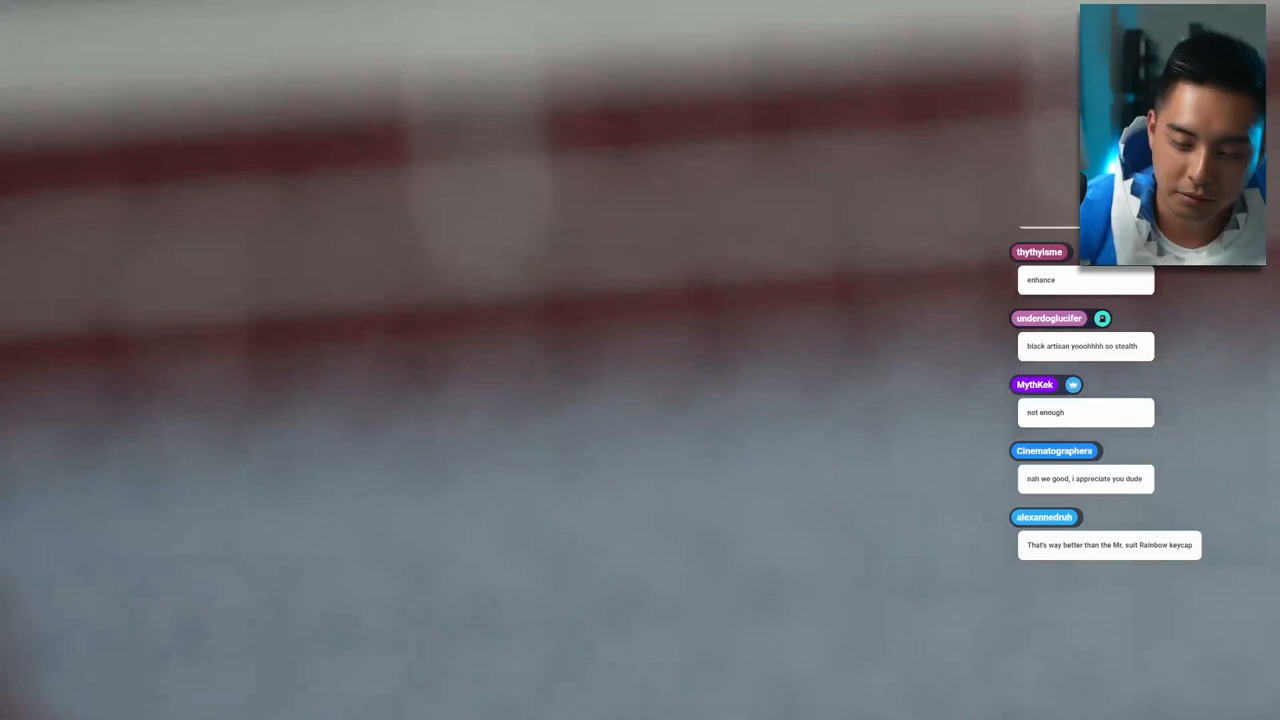 thythyisme
enhance
underdoglucifer
black artisan yooohhhh so stealth
MythKek
not enough
Cinematographers
nah we good, i appreciate you dude
alexannedruh
That's way better than the Mr. suit Rainbow keycap